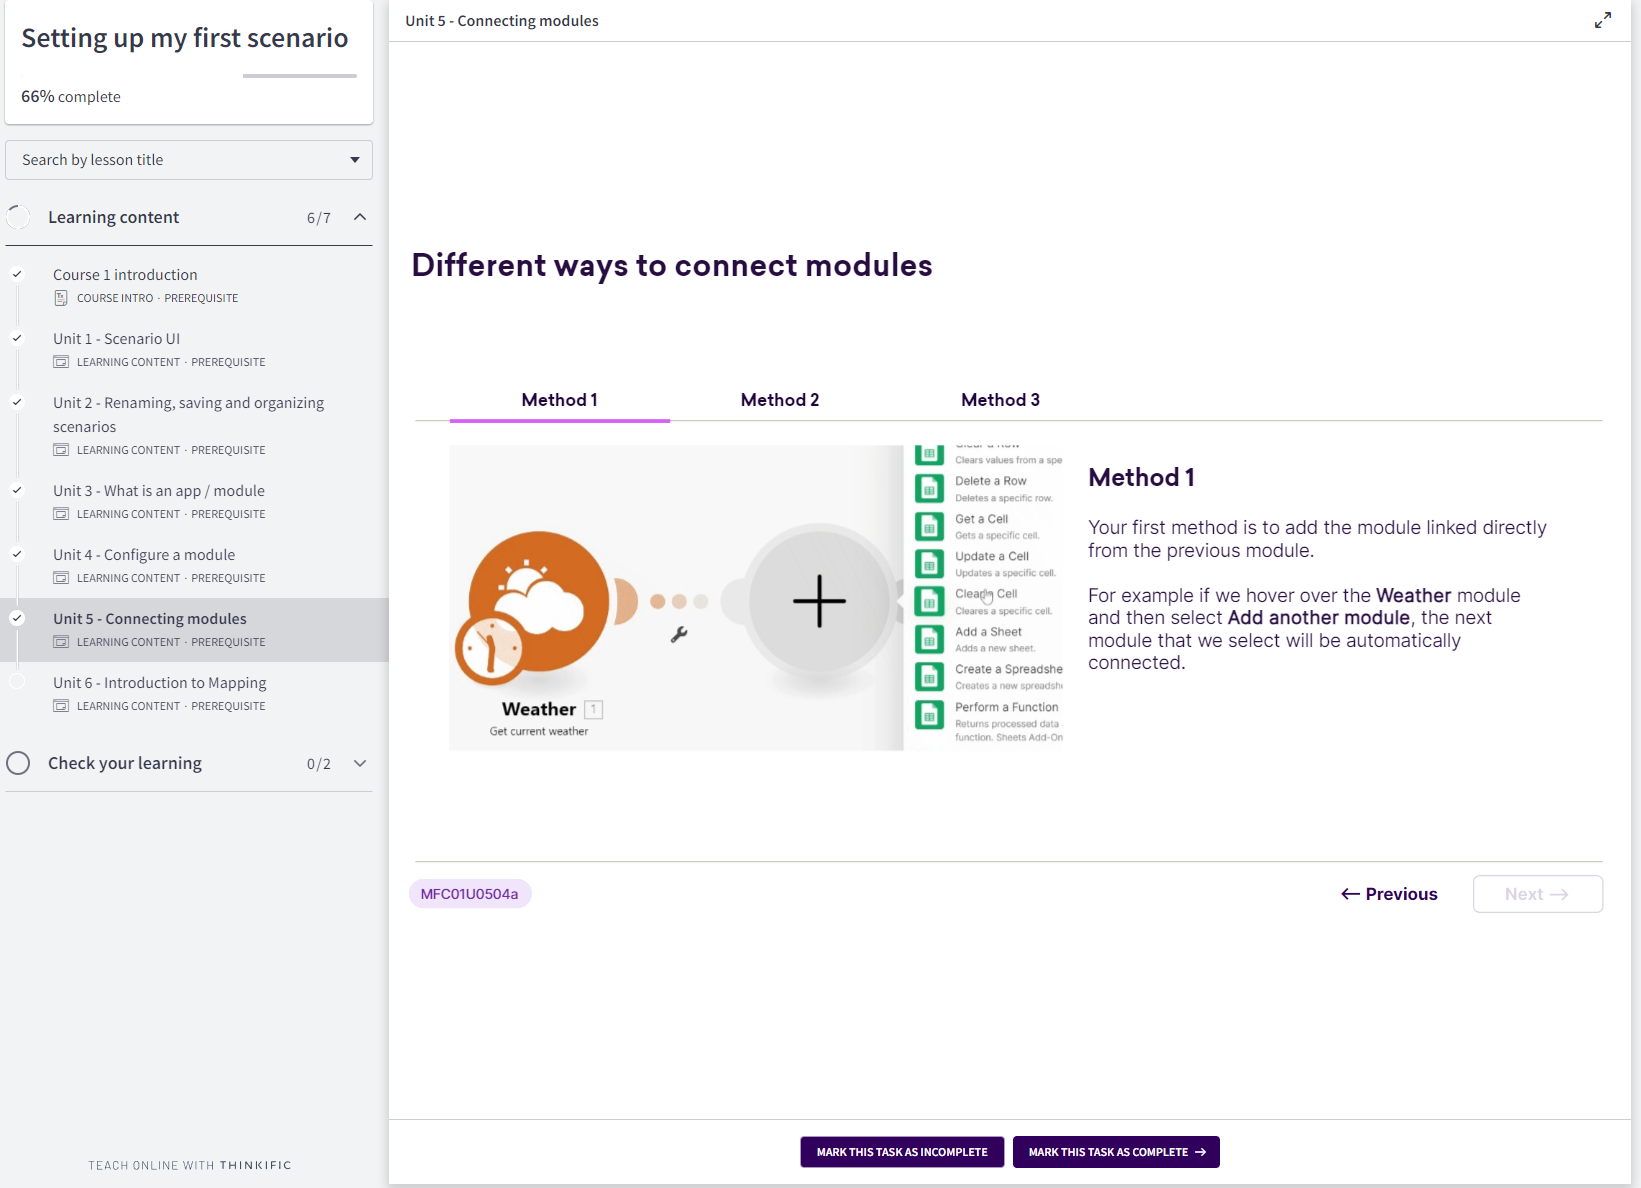 Setting up my first scenario
66% complete
Search by lesson title
Learning content 6/7
Course 1 introduction
COURSE INTRO · PREREQUISITE
Unit 1 - Scenario UI
LEARNING CONTENT · PREREQUISITE
Unit 2 - Renaming, saving and organizing
scenarios
LEARNING CONTENT · PREREQUISITE
Unit 3 - What is an app / module
LEARNING CONTENT · PREREQUISITE
Unit 4 - Configure a module
LEARNING CONTENT · PREREQUISITE
Unit 5 - Connecting modules
LEARNING CONTENT · PREREQUISITE
Unit 6 - Introduction to Mapping
LEARNING CONTENT · PREREQUISITE
Check your learning 0/2
TEACH ONLINE WITH THINKIFIC
Unit 5 - Connecting modules
Different ways to connect modules
Method 1 Method 2 Method 3
Weather 1
Get current weather
Clears values from a spe
Delete a Row
Deletes a specific row.
Get a Cell
Gets a specific cell.
Update a Cell
Updates a specific cell.
Cell
Cleares a specific cell.
Add a Sheet
Adds a new sheet.
Create a Spreadshe
Creates a new spreadsh
Perform a Function
Returns processed data
function. Sheets Add-On
Method 1
Your first method is to add the module linked directly
from the previous module.
For example if we hover over the Weather module
and then select Add another module, the next
module that we select will be automatically
connected.
MFC01U0504a
← Previous
Next →
MARK THIS TASK AS INCOMPLETE
MARK THIS TASK AS COMPLETE →